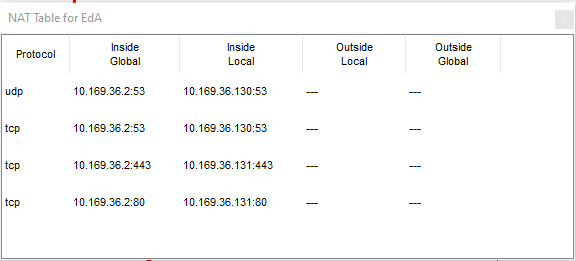 NAT Table for EdA
Protocol Inside Global Inside Local Outside Local Outside Global
udp 10.169.36.2:53 10.169.36.130:53 --- ---
tcp 10.169.36.2:53 10.169.36.130:53 --- ---
tcp 10.169.36.2:443 10.169.36.131:443 --- ---
tcp 10.169.36.2:80 10.169.36.131:80 --- ---